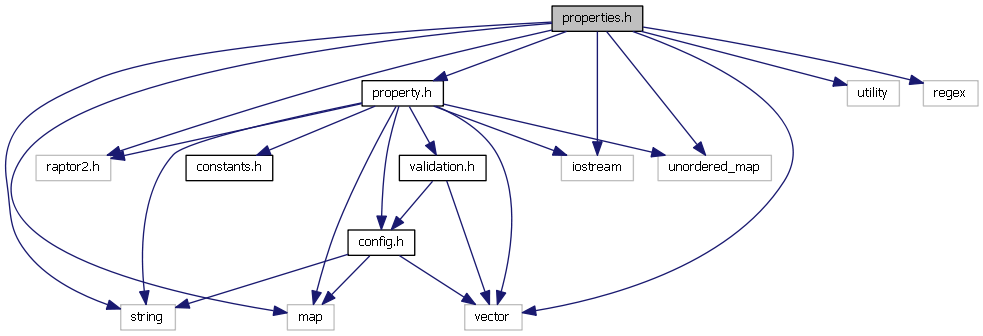 properties.h
property.h
utility
regex
raptor2.h
constants.h
validation.h
iostream
unordered_map
config.h
string
map
vector